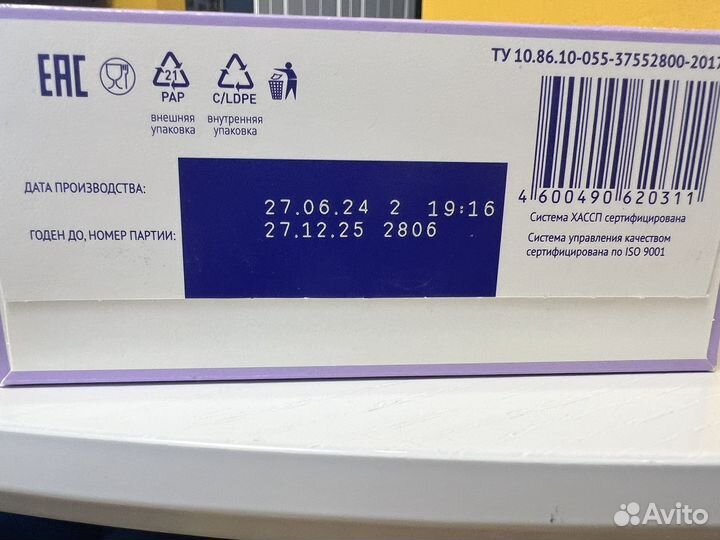 ТУ 10.86.10-055-37552800-2017
EAC
21
PAP
C/LDPE
внешняя
упаковка
внутренняя
упаковка
4 600490 620311
ДАТА ПРОИЗВОДСТВА:
27.06.24 2 19:16
ГОДЕН ДО, НОМЕР ПАРТИИ:
27.12.25 2806
Система ХАССП сертифицирована
Система управления качеством
сертифицирована по ISO 9001
Avito